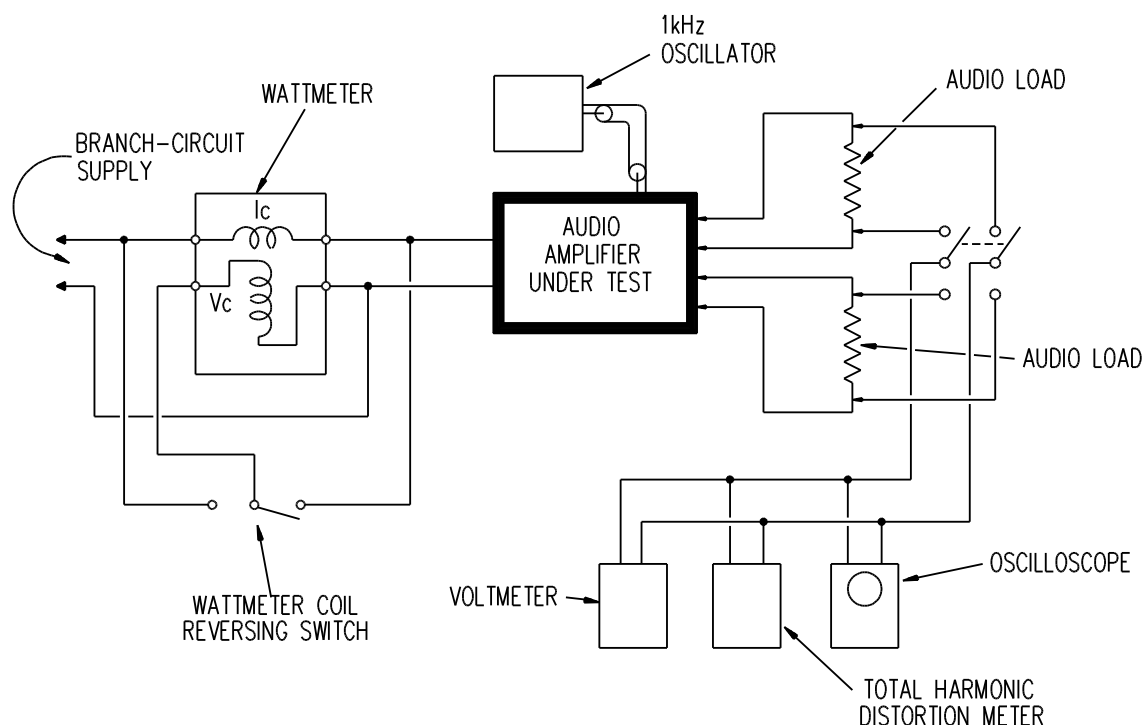 1kHz
OSCILLATOR
AUDIO LOAD
WATTMETER
BRANCH-CIRCUIT
SUPPLY
Ic
Vc
AUDIO
AMPLIFIER
UNDER TEST
AUDIO LOAD
OSCILLOSCOPE
VOLTMETER
WATTMETER COIL
REVERSING SWITCH
TOTAL HARMONIC
DISTORTION METER